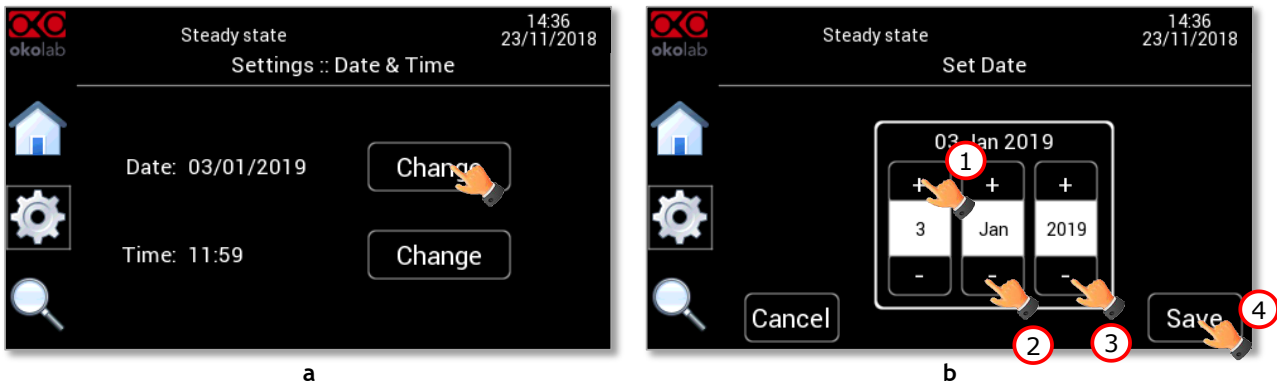 okolab
Steady state
14:36
23/11/2018
Settings :: Date & Time
Date: 03/01/2019
Change
Time: 11:59
Change
a
okolab
Steady state
14:36
23/11/2018
Set Date
03 Jan 2019
1
+ + +
3 Jan 2019
- - -
Cancel
Save
4
2
3
b